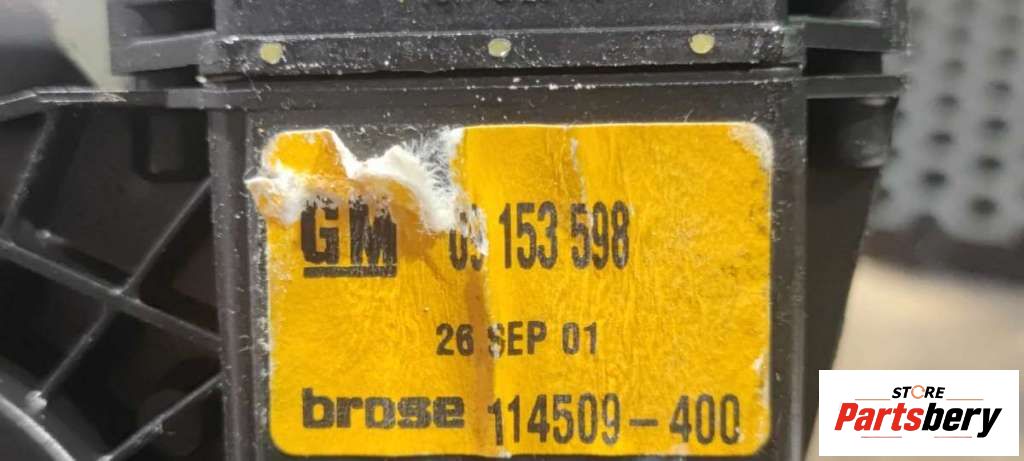 GM 09 153 598
26 SEP 01
brose 114509-400
STORE
Partsbery